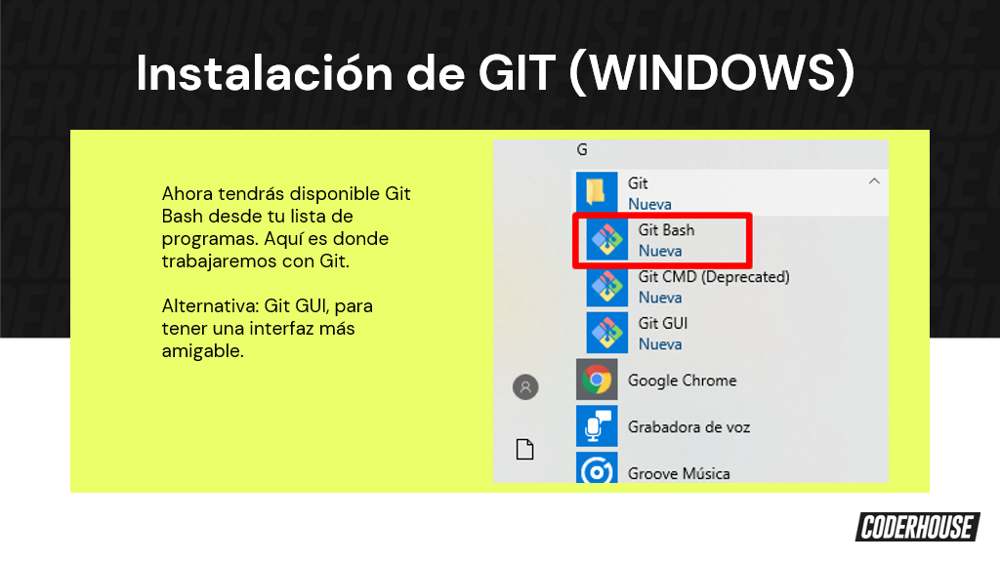 Instalación de GIT (WINDOWS)
Ahora tendrás disponible Git
Bash desde tu lista de
programas. Aquí es donde
trabajaremos con Git.
Alternativa: Git GUI, para
tener una interfaz más
amigable.
G
Git
Nueva
Git Bash
Nueva
Git CMD (Deprecated)
Nueva
Git GUI
Nueva
Google Chrome
Grabadora de voz
Groove Música
CODERHOUSE